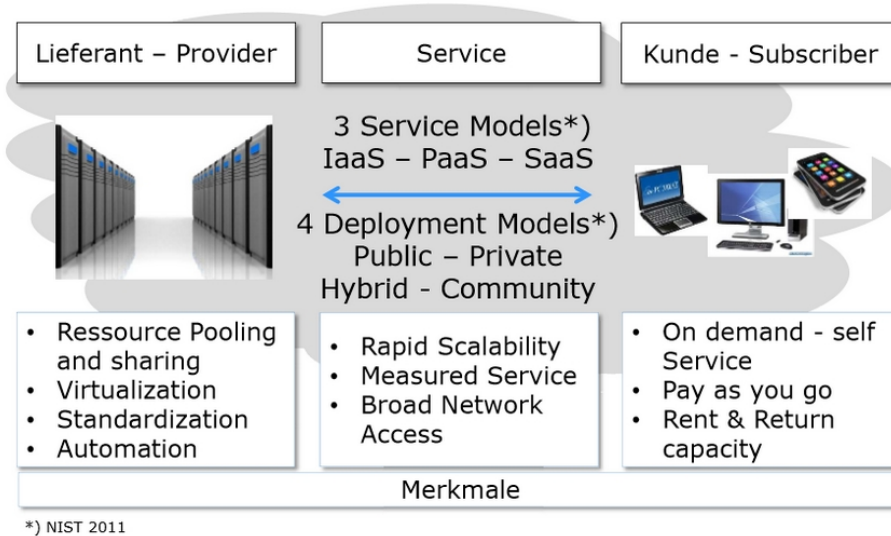 Lieferant – Provider
Service
Kunde - Subscriber
3 Service Models*)
IaaS – PaaS – SaaS
4 Deployment Models*)
Public – Private
Hybrid - Community
• Ressource Pooling
and sharing
• Virtualization
• Standardization
• Automation
• Rapid Scalability
• Measured Service
• Broad Network
Access
• On demand - self
Service
• Pay as you go
• Rent & Return
capacity
Merkmale
*) NIST 2011